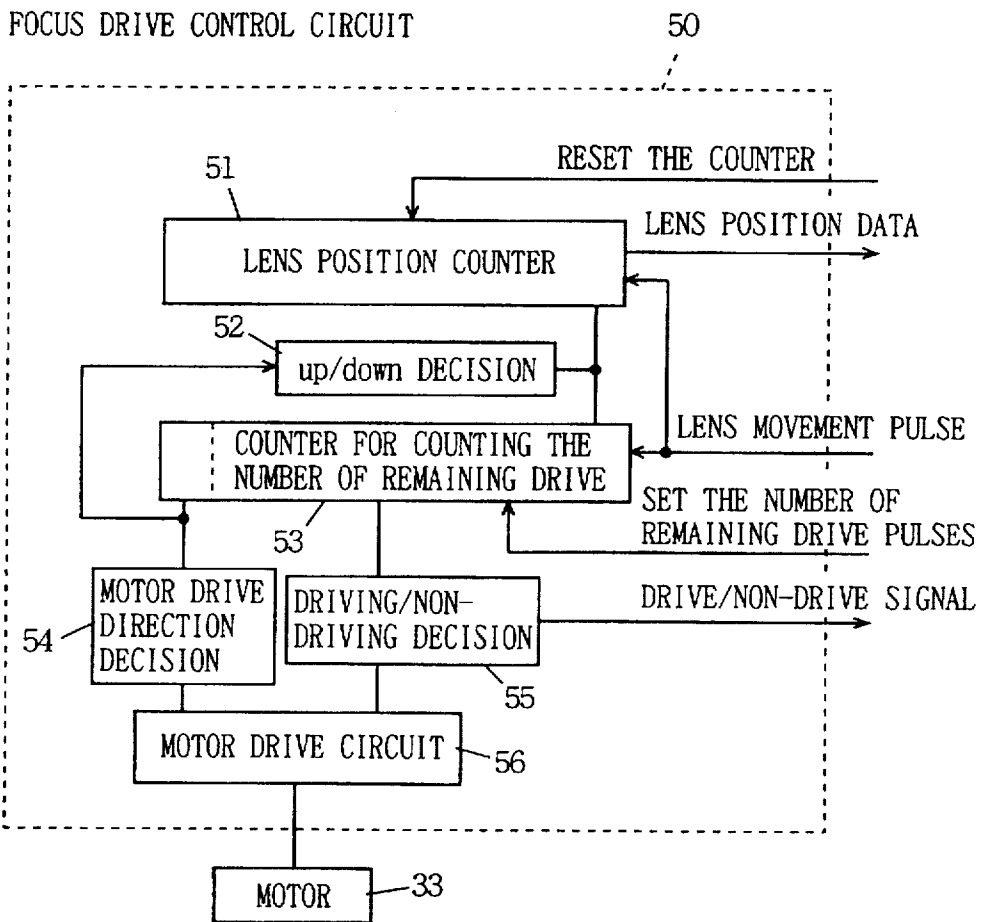 FOCUS DRIVE CONTROL CIRCUIT
50
RESET THE COUNTER
51
LENS POSITION DATA
LENS POSITION COUNTER
52
up/down DECISION
LENS MOVEMENT PULSE
COUNTER FOR COUNTING THE
NUMBER OF REMAINING DRIVE
SET THE NUMBER OF
REMAINING DRIVE PULSES
53
MOTOR DRIVE
DIRECTION
DECISION
54
DRIVING/NON-
DRIVING DECISION
DRIVE/NON-DRIVE SIGNAL
55
MOTOR DRIVE CIRCUIT
56
MOTOR
33